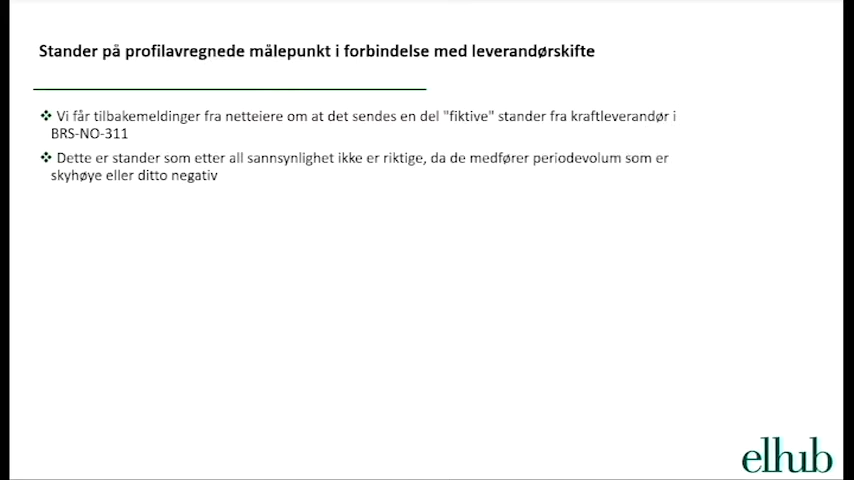 Stander på profilavregnede målepunkt i forbindelse med leverandørskifte
❖ Vi får tilbakemeldinger fra netteiere om at det sendes en del "fiktive" stander fra kraftleverandør i
BRS-NO-311
❖ Dette er stander som etter all sannsynlighet ikke er riktige, da de medfører periodevolum som er
skyhøye eller ditto negativ
elhub